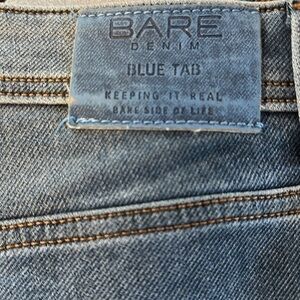 BARE
DENIM
BLUE TAB
KEEPING IT REAL
BARE SIDE OF LIFE